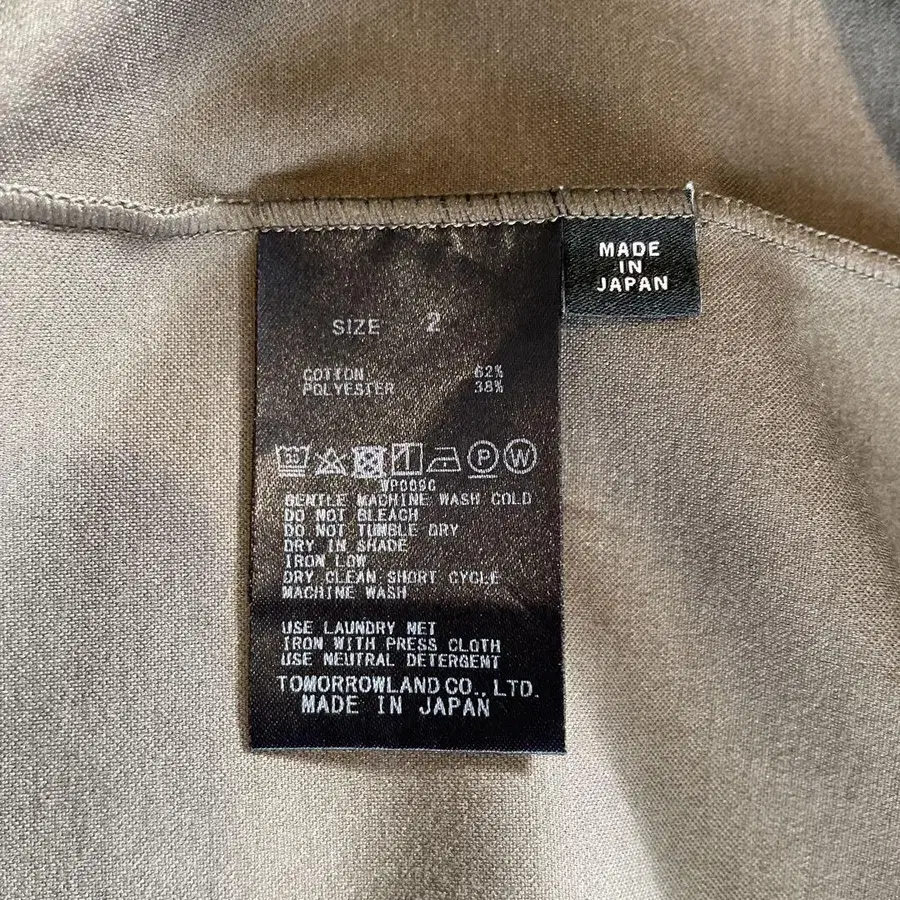 MADE
IN
JAPAN
SIZE 2
COTTON 62%
POLYESTER 38%
P W
WP009C
GENTLE MACHINE WASH COLD
DO NOT BLEACH
DO NOT TUMBLE DRY
DRY IN SHADE
IRON LOW
DRY CLEAN SHORT CYCLE
MACHINE WASH
USE LAUNDRY NET
IRON WITH PRESS CLOTH
USE NEUTRAL DETERGENT
TOMORROWLAND CO., LTD.
MADE IN JAPAN